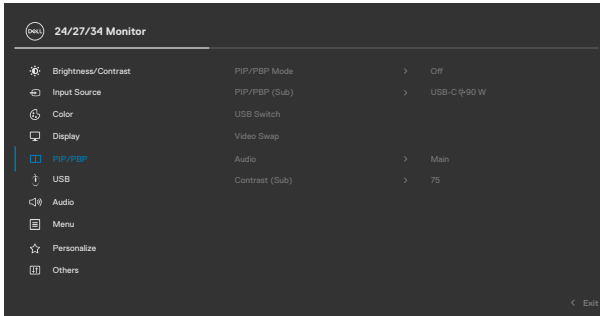 DELL 24/27/34 Monitor
Brightness/Contrast PIP/PBP Mode > Off
Input Source PIP/PBP (Sub) > USB-C 90 W
Color USB Switch
Display Video Swap
PIP/PBP Audio > Main
USB Contrast (Sub) > 75
Audio
Menu
Personalize
Others
< Exit